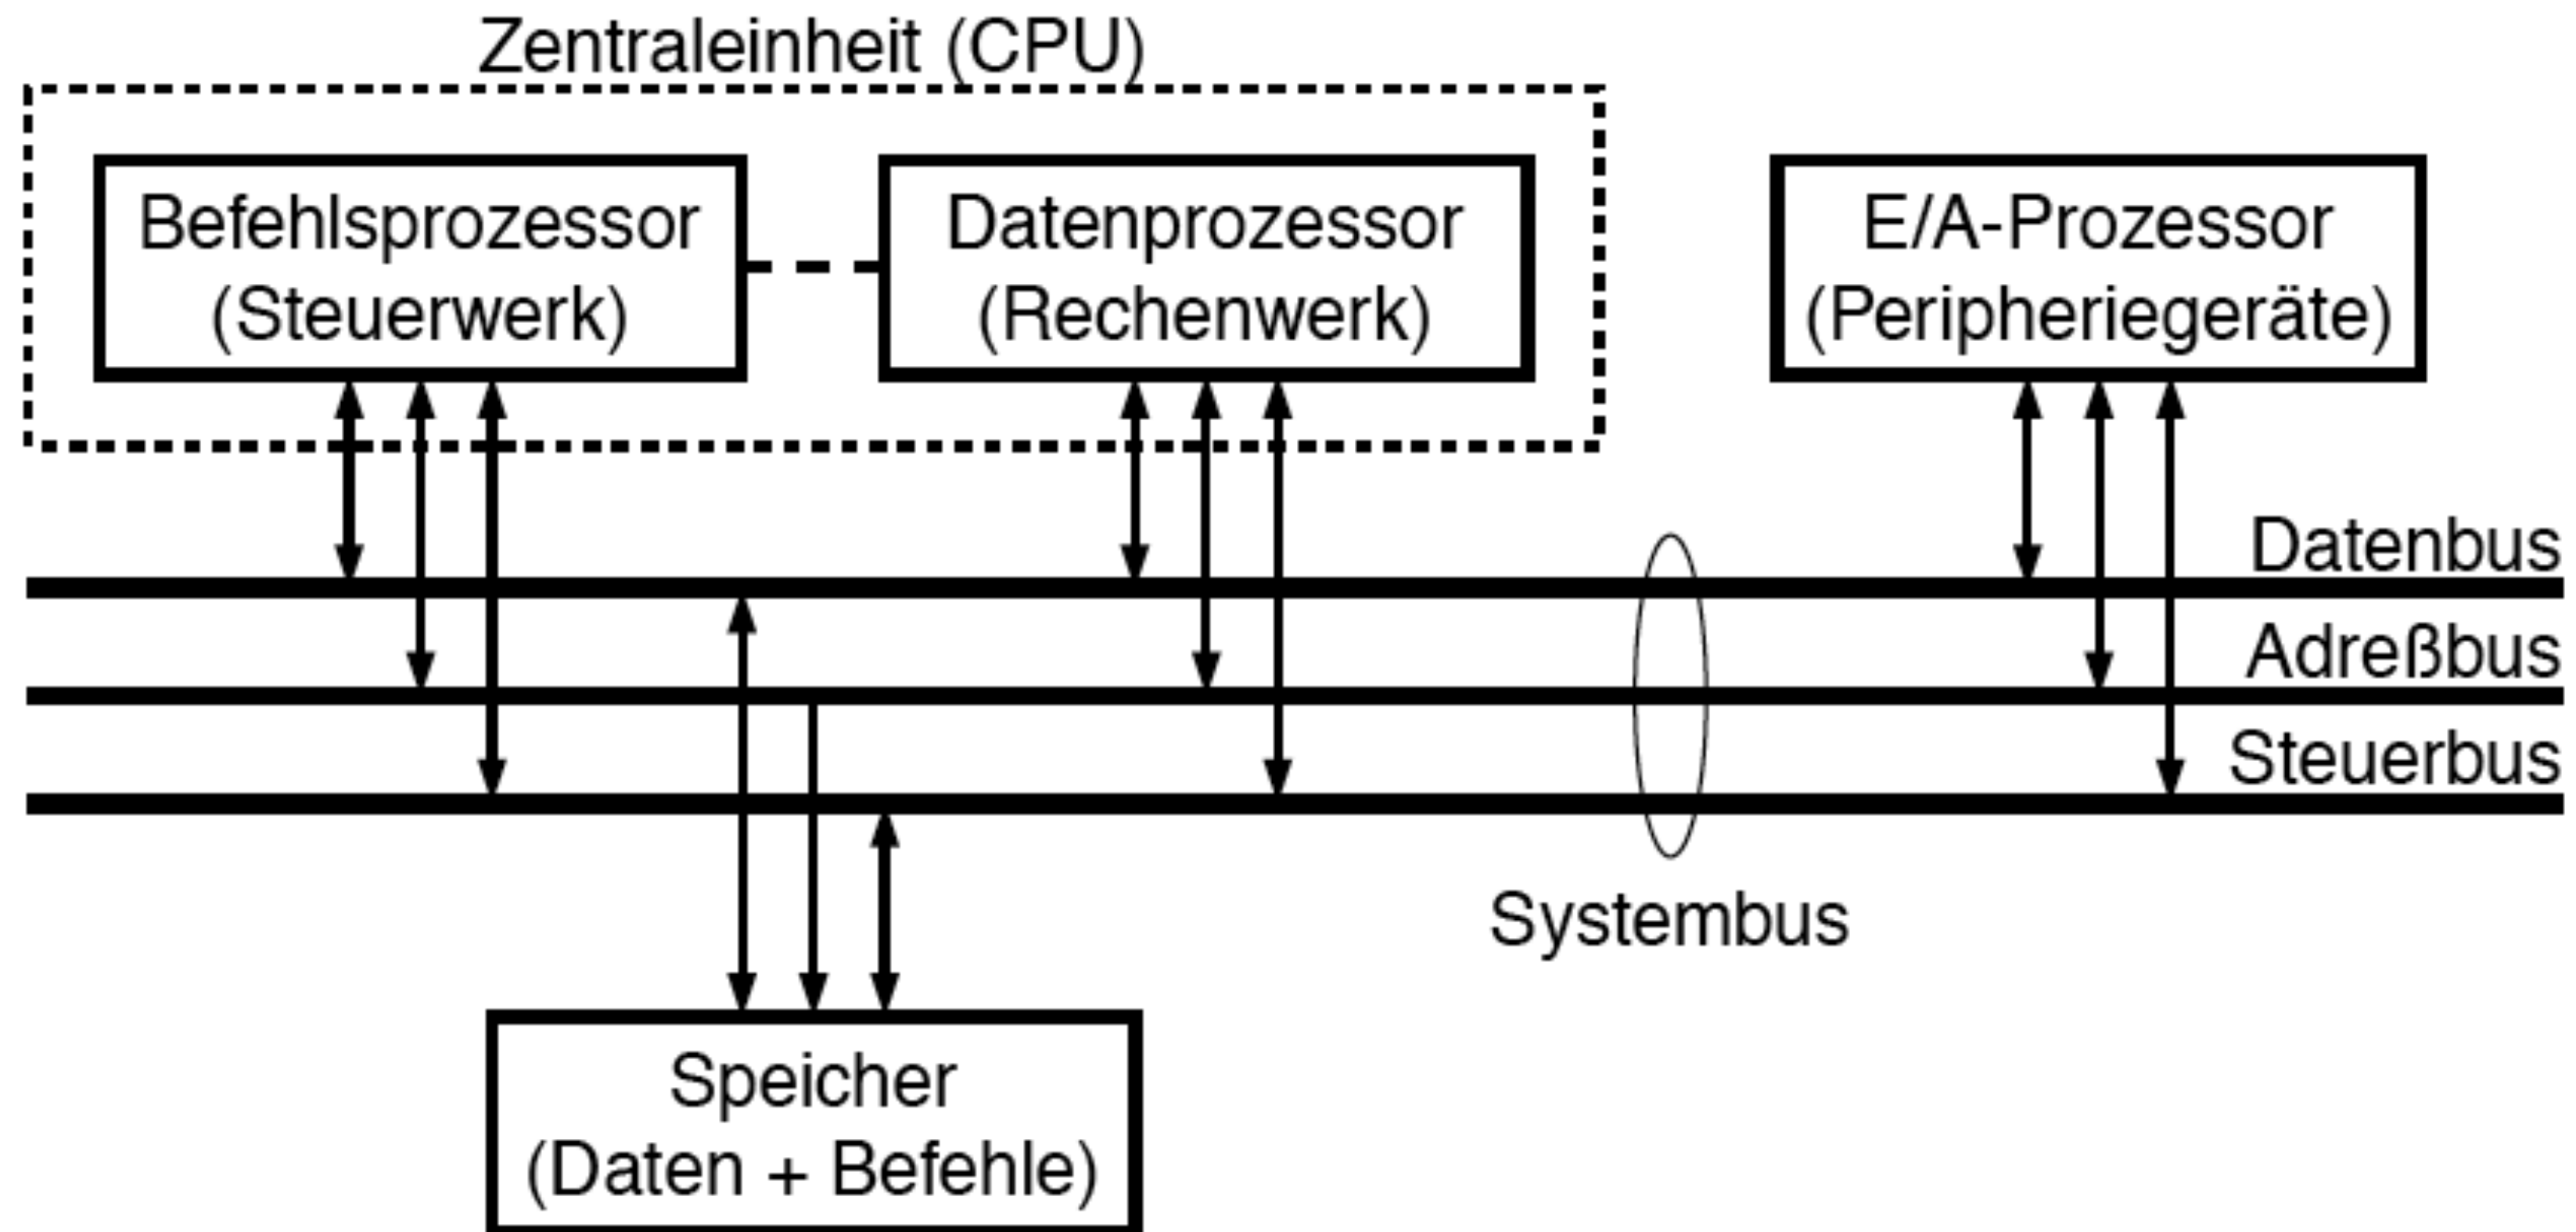 Zentraleinheit (CPU)
Befehlsprozessor
(Steuerwerk)
Datenprozessor
(Rechenwerk)
E/A-Prozessor
(Peripheriegeräte)
Datenbus
Adreßbus
Steuerbus
Systembus
Speicher
(Daten + Befehle)